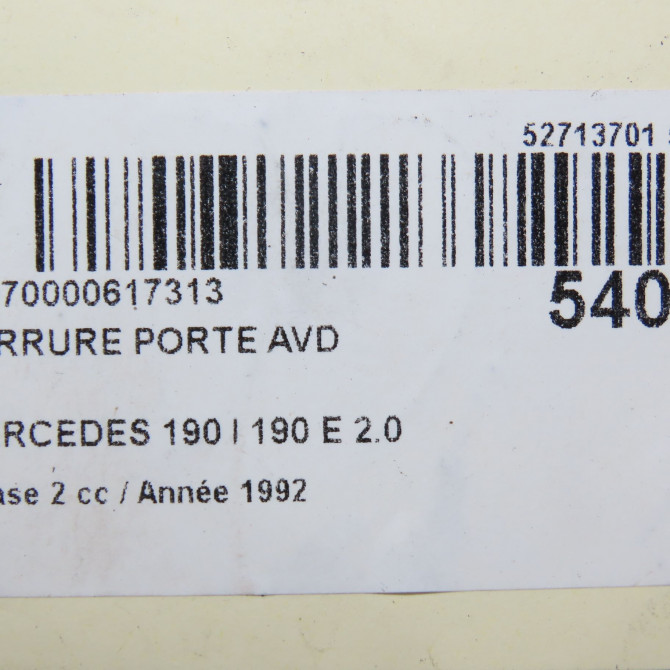 52713701
70000617313
540
RRURE PORTE AVD
RCEDES 190 I 190 E 2.0
ase 2 cc / Année 1992